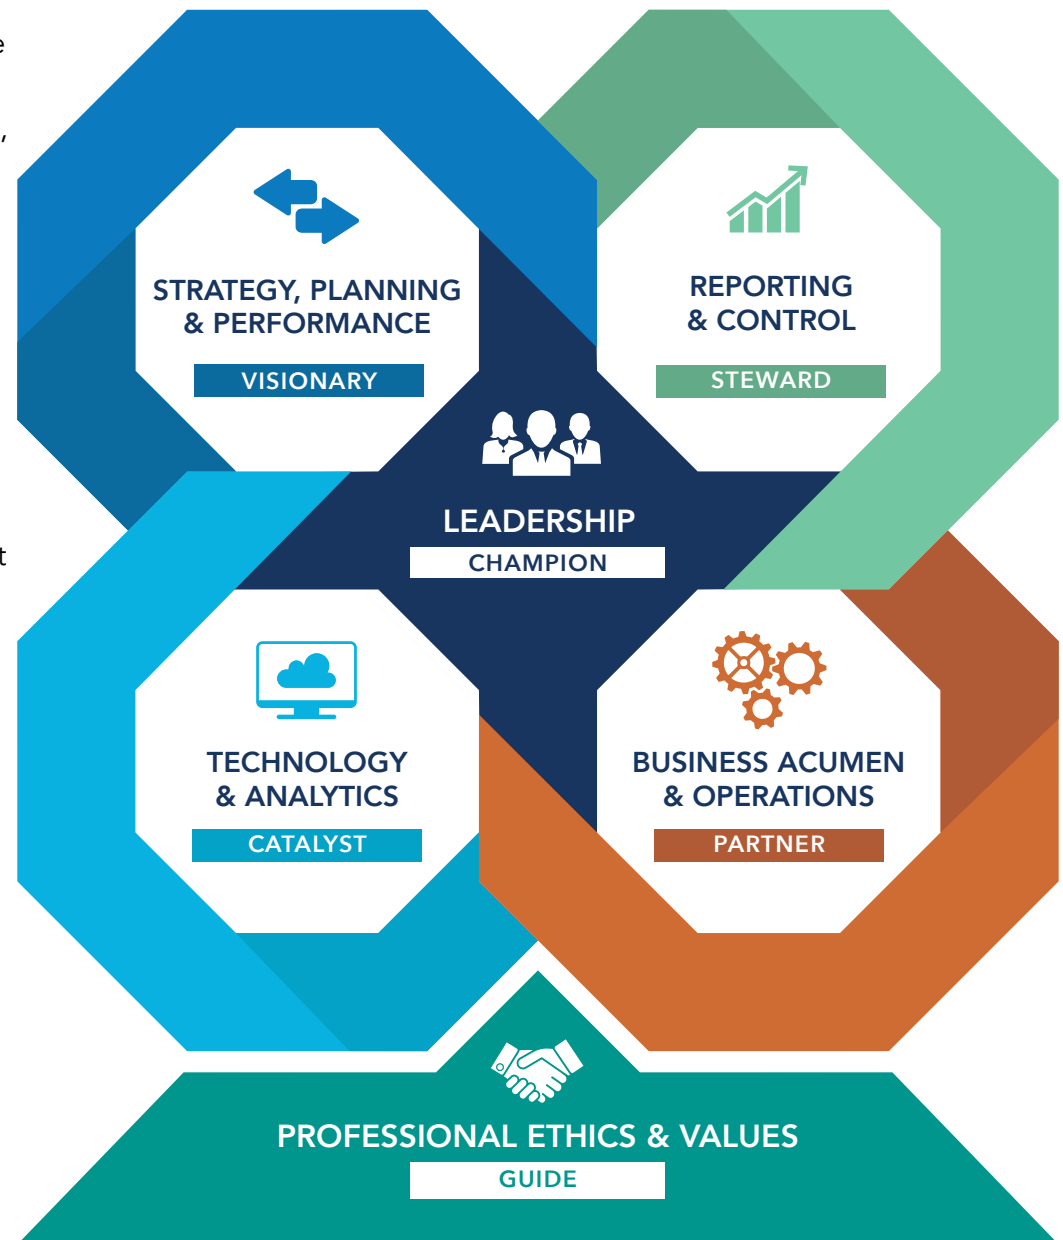 e
,
STRATEGY, PLANNING
& PERFORMANCE
VISIONARY
REPORTING
& CONTROL
STEWARD
LEADERSHIP
CHAMPION
t
TECHNOLOGY
& ANALYTICS
CATALYST
BUSINESS ACUMEN
& OPERATIONS
PARTNER
PROFESSIONAL ETHICS & VALUES
GUIDE